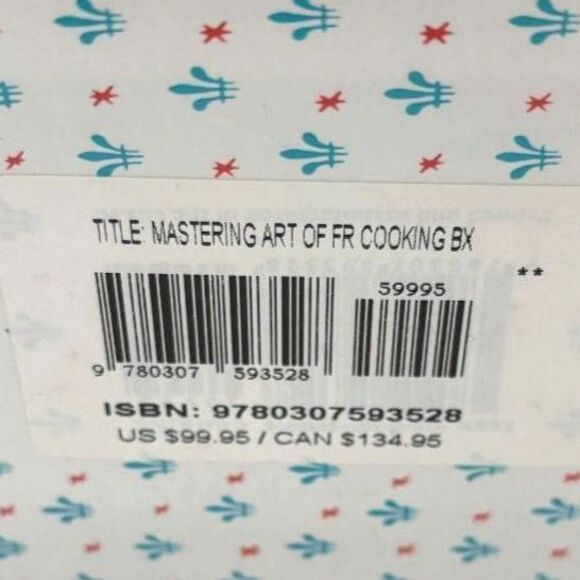 TITLE: MASTERING ART OF FR COOKING BX
**
59995
9 780307 593528
ISBN: 9780307593528
US $99.95 / CAN $134.95